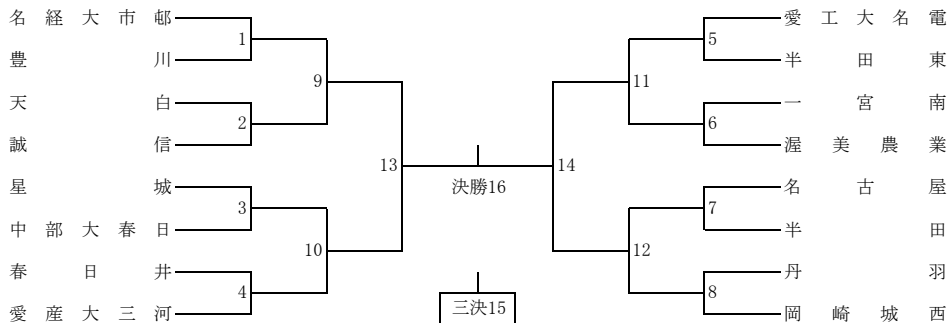 名経大市邨
愛工大名電
1
5
豊川
半田東
9
11
天白
一宮南
2
6
誠信
渥美農業
13
14
決勝16
星城
名古屋
3
7
中部大春日
半田
10
12
春日井
丹羽
4
8
三決15
愛産大三河
岡崎城西